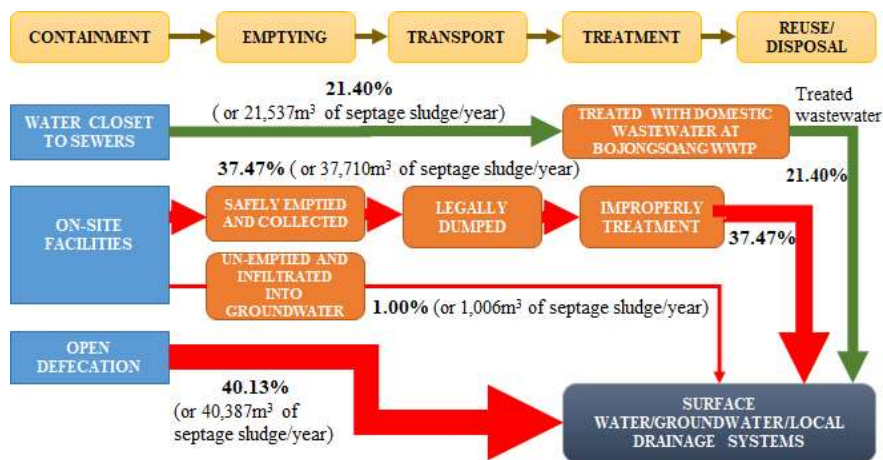 CONTAINMENT
EMPTYING
TRANSPORT
TREATMENT
REUSE/
DISPOSAL
21.40%
( or 21,537m³ of septage sludge/year)
WATER CLOSET
TO SEWERS
TREATED WITH DOMESTIC
WASTEWATER AT
BOJONGSOANG WWTP
Treated
wastewater
21.40%
37.47% ( or 37,710m³ of septage sludge/year)
ON-SITE
FACILITIES
SAFELY EMPTIED
AND COLLECTED
LEGALLY
DUMPED
IMPROPERLY
TREATMENT
37.47%
UN-EMPTIED AND
INFILTRATED
INTO
GROUNDWATER
1.00% (or 1,006m³ of septage sludge/year)
OPEN
DEFECATION
40.13%
(or 40,387m³ of
septage sludge/year)
SURFACE
WATER/GROUNDWATER/LOCAL
DRAINAGE SYSTEMS